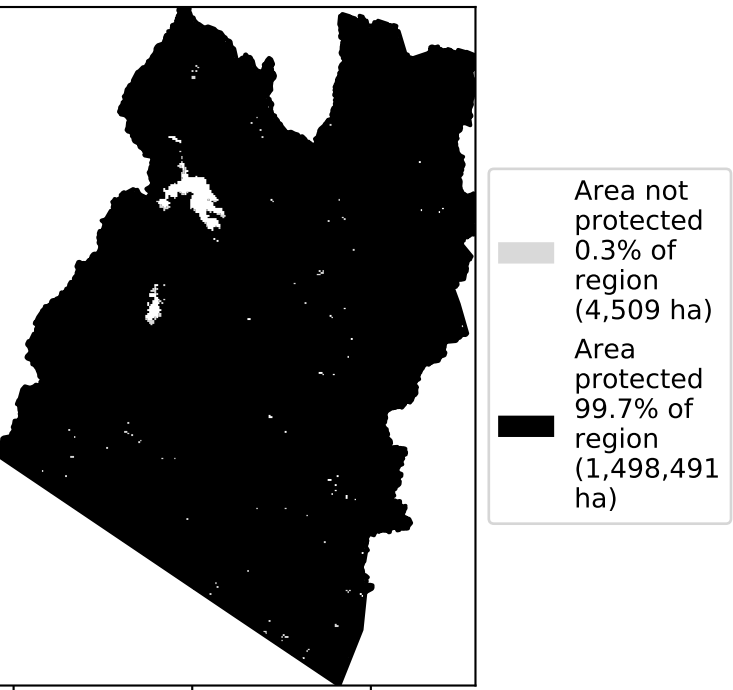 Area not
protected
0.3% of
region
(4,509 ha)
Area
protected
99.7% of
region
(1,498,491
ha)